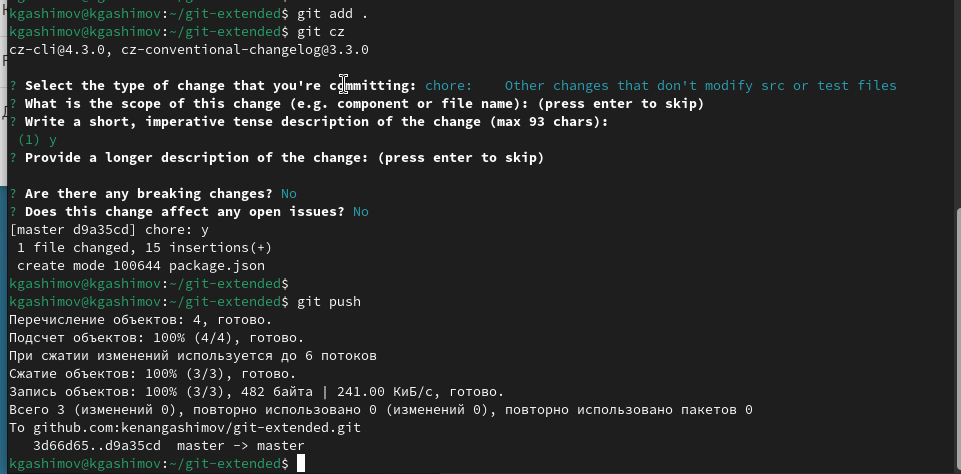 kgashimov@kgashimov:~/git-extended$ git add .
kgashimov@kgashimov:~/git-extended$ git cz
cz-cli@4.3.0, cz-conventional-changelog@3.3.0
? Select the type of change that you're committing: chore:    Other changes that don't modify src or test files
? What is the scope of this change (e.g. component or file name): (press enter to skip)
? Write a short, imperative tense description of the change (max 93 chars):
 (1) y
? Provide a longer description of the change: (press enter to skip)
? Are there any breaking changes? No
? Does this change affect any open issues? No
[master d9a35cd] chore: y
 1 file changed, 15 insertions(+)
 create mode 100644 package.json
kgashimov@kgashimov:~/git-extended$
kgashimov@kgashimov:~/git-extended$ git push
Перечисление объектов: 4, готово.
Подсчет объектов: 100% (4/4), готово.
При сжатии изменений используется до 6 потоков
Сжатие объектов: 100% (3/3), готово.
Запись объектов: 100% (3/3), 482 байта | 241.00 КиБ/с, готово.
Всего 3 (изменений 0), повторно использовано 0 (изменений 0), повторно использовано пакетов 0
To github.com:kenangashimov/git-extended.git
   3d66d65..d9a35cd  master -> master
kgashimov@kgashimov:~/git-extended$